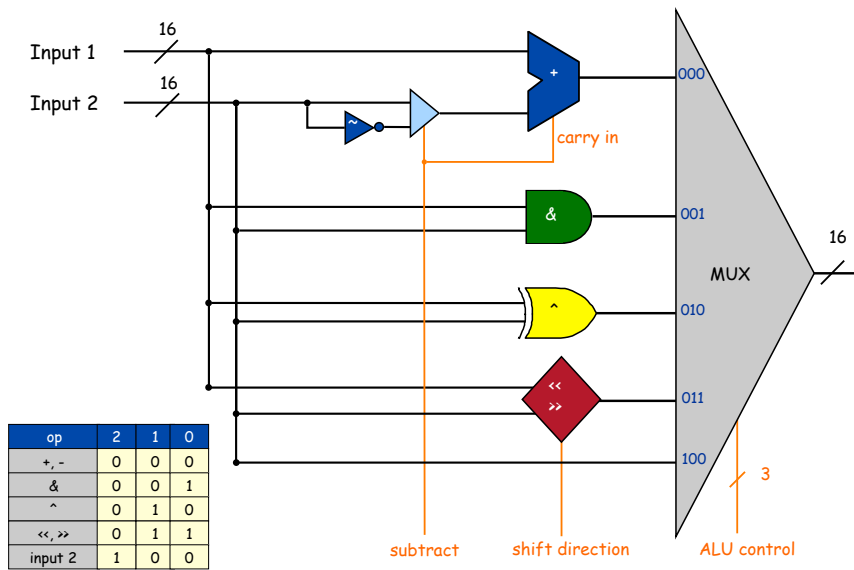 16
Input 1
16
Input 2
~
+
carry in
000
&
001
MUX
16
^
010
<<
>>
011
100
3
subtract
shift direction
ALU control
op 2 1 0
+, - 0 0 0
& 0 0 1
^ 0 1 0
<<, >> 0 1 1
input 2 1 0 0